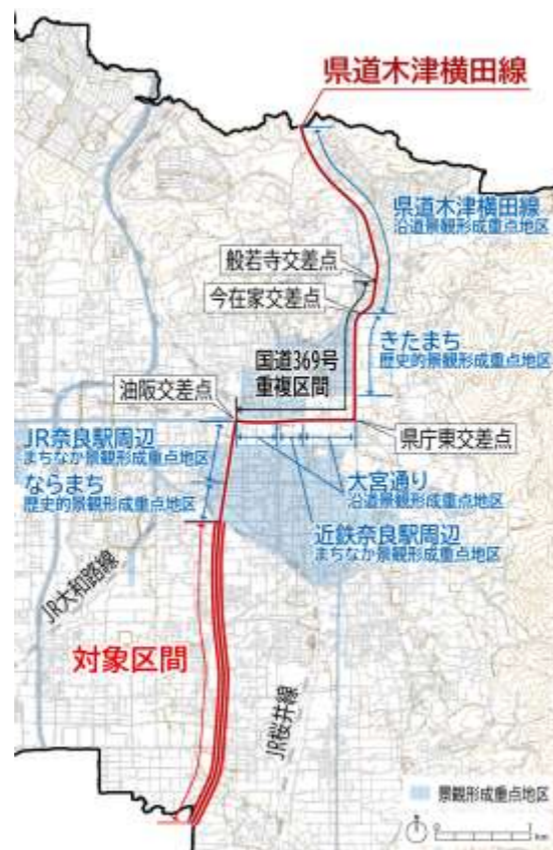 県道木津横田線
県道木津横田線
沿道景観形成重点地区
般若寺交差点
今在家交差点
きたまち
歴史的景観形成重点地区
国道369号
重複区間
油阪交差点
県庁東交差点
JR奈良駅周辺
まちなか景観形成重点地区
ならまち
歴史的景観形成重点地区
大宮通り
沿道景観形成重点地区
近鉄奈良駅周辺
まちなか景観形成重点地区
JR大和路線
対象区間
JR桜井線
景観形成重点地区
0
km